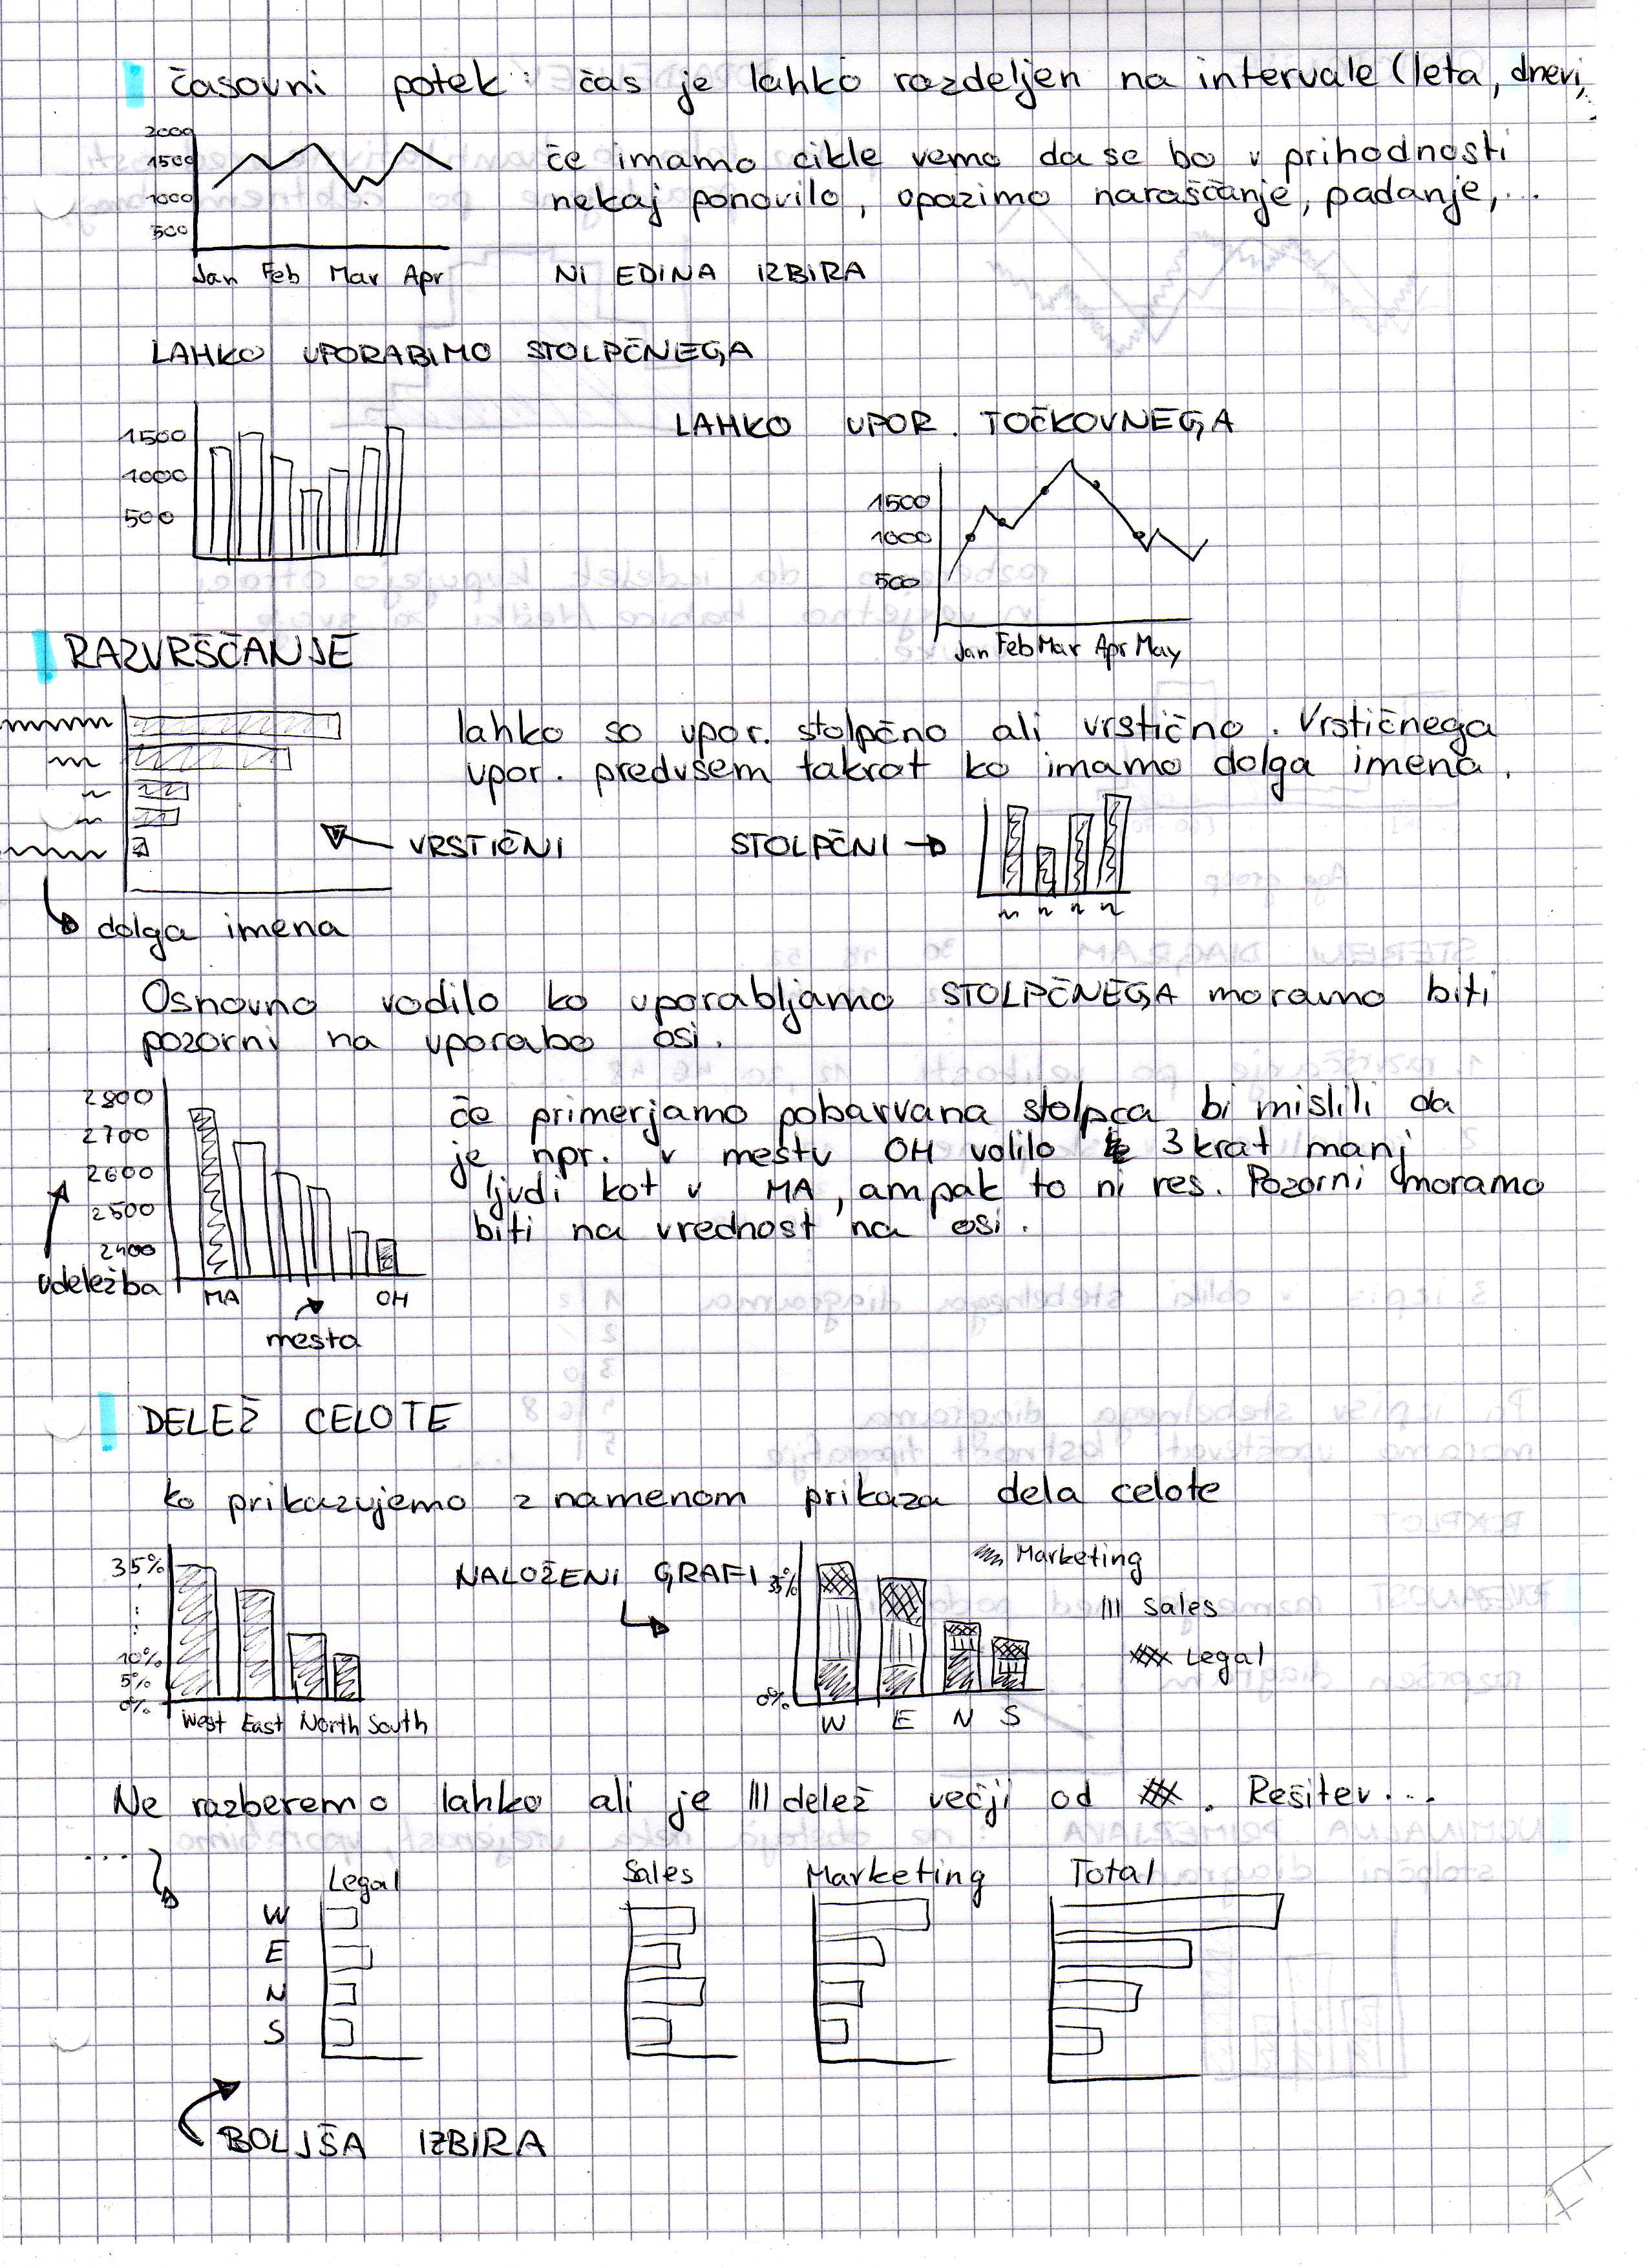 časovni potek: čas je lahko razdeljen na intervale (leta, dnevi,
2000
1500
1000
500
Jan Feb Mar Apr
če imamo cikle vemo da se bo v prihodnosti
nekaj ponovilo, opazimo naraščanje, padanje,...
NI EDINA IZBIRA
LAHKO UPORABIMO STOLPČNEGA
1500
1000
500
LAHKO UPOR. TOČKOVNEGA
1500
1000
500
Jan Feb Mar Apr May
RAZVRŠČANJE
lahko so upor. stolpčno ali vrstično. Vrstičnega
upor. predvsem takrat ko imamo dolga imena.
VRSTIČNI
STOLPČNI →
dolga imena
Osnovno vodilo ko uporabljamo STOLPČNEGA moramo biti
pozorni na uporabo osi.
2800
2700
2600
2500
2400
udeležba
MA OH
mesta
če primerjamo pobarvana stolpca bi mislili da
je npr. v mestu OH volilo 3 krat manj
ljudi kot v MA, ampak to ni res. Pozorni moramo
biti na vrednost na osi.
DELEŽ CELOTE
ko prikazujemo z namenom prikaza dela celote
35%
10%
5%
0%
West East North South
NALOŽENI GRAFI
35%
0%
W E N S
Marketing
||| Sales
Legal
Ne razberemo lahko ali je ||| delež večji od . Rešitev...
....
Legal Sales Marketing Total
W
E
N
S
BOLJŠA IZBIRA